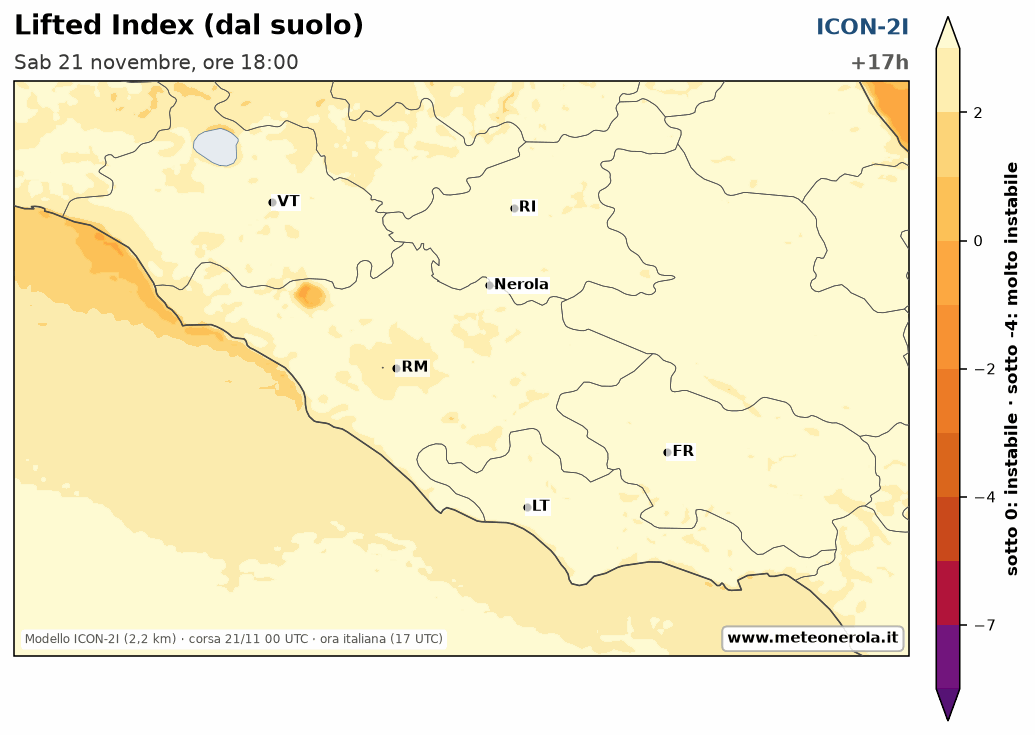 Lifted Index (dal suolo)
ICON-2I
Sab 21 novembre, ore 18:00
+17h
VT
RI
Nerola
RM
FR
LT
2
0
−2
−4
−7
sotto 0: instabile · sotto -4: molto instabile
Modello ICON-2I (2,2 km) · corsa 21/11 00 UTC · ora italiana (17 UTC)
www.meteonerola.it